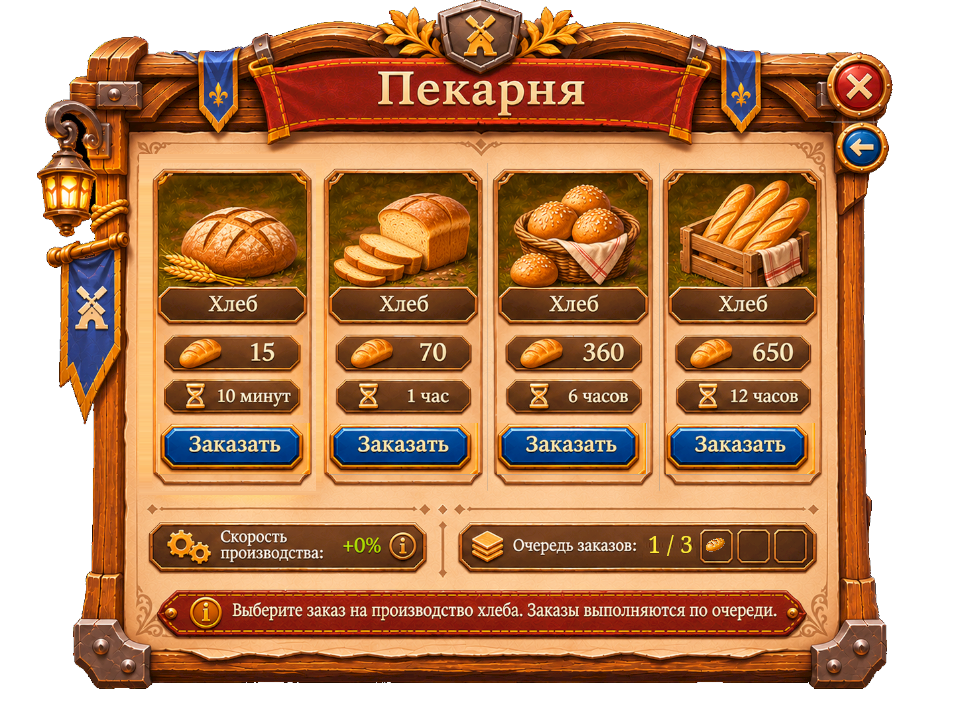 Пекарня
Хлеб
Хлеб
Хлеб
Хлеб
15
70
360
650
10 минут
1 час
6 часов
12 часов
Заказать
Заказать
Заказать
Заказать
Скорость
производства:
+0%
Очередь заказов:
1 / 3
Выберите заказ на производство хлеба. Заказы выполняются по очереди.